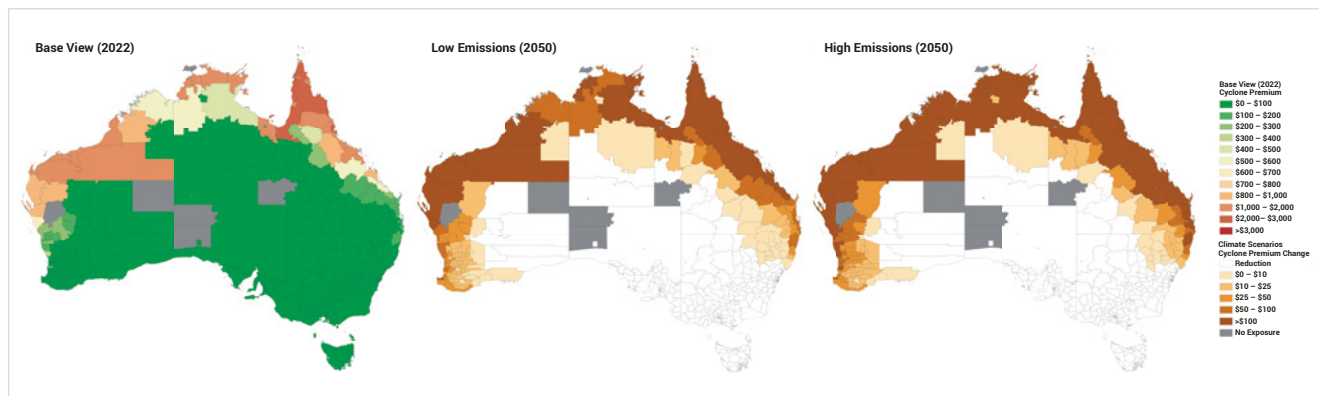 Base View (2022)
Low Emissions (2050)
High Emissions (2050)
Base View (2022)
Cyclone Premium
$0 – $100
$100 – $200
$200 – $300
$300 – $400
$400 – $500
$500 – $600
$600 – $700
$700 – $800
$800 – $1,000
$1,000 – $2,000
$2,000 – $3,000
>$3,000
Climate Scenarios
Cyclone Premium Change
Reduction
$0 – $10
$10 – $25
$25 – $50
$50 – $100
>$100
No Exposure